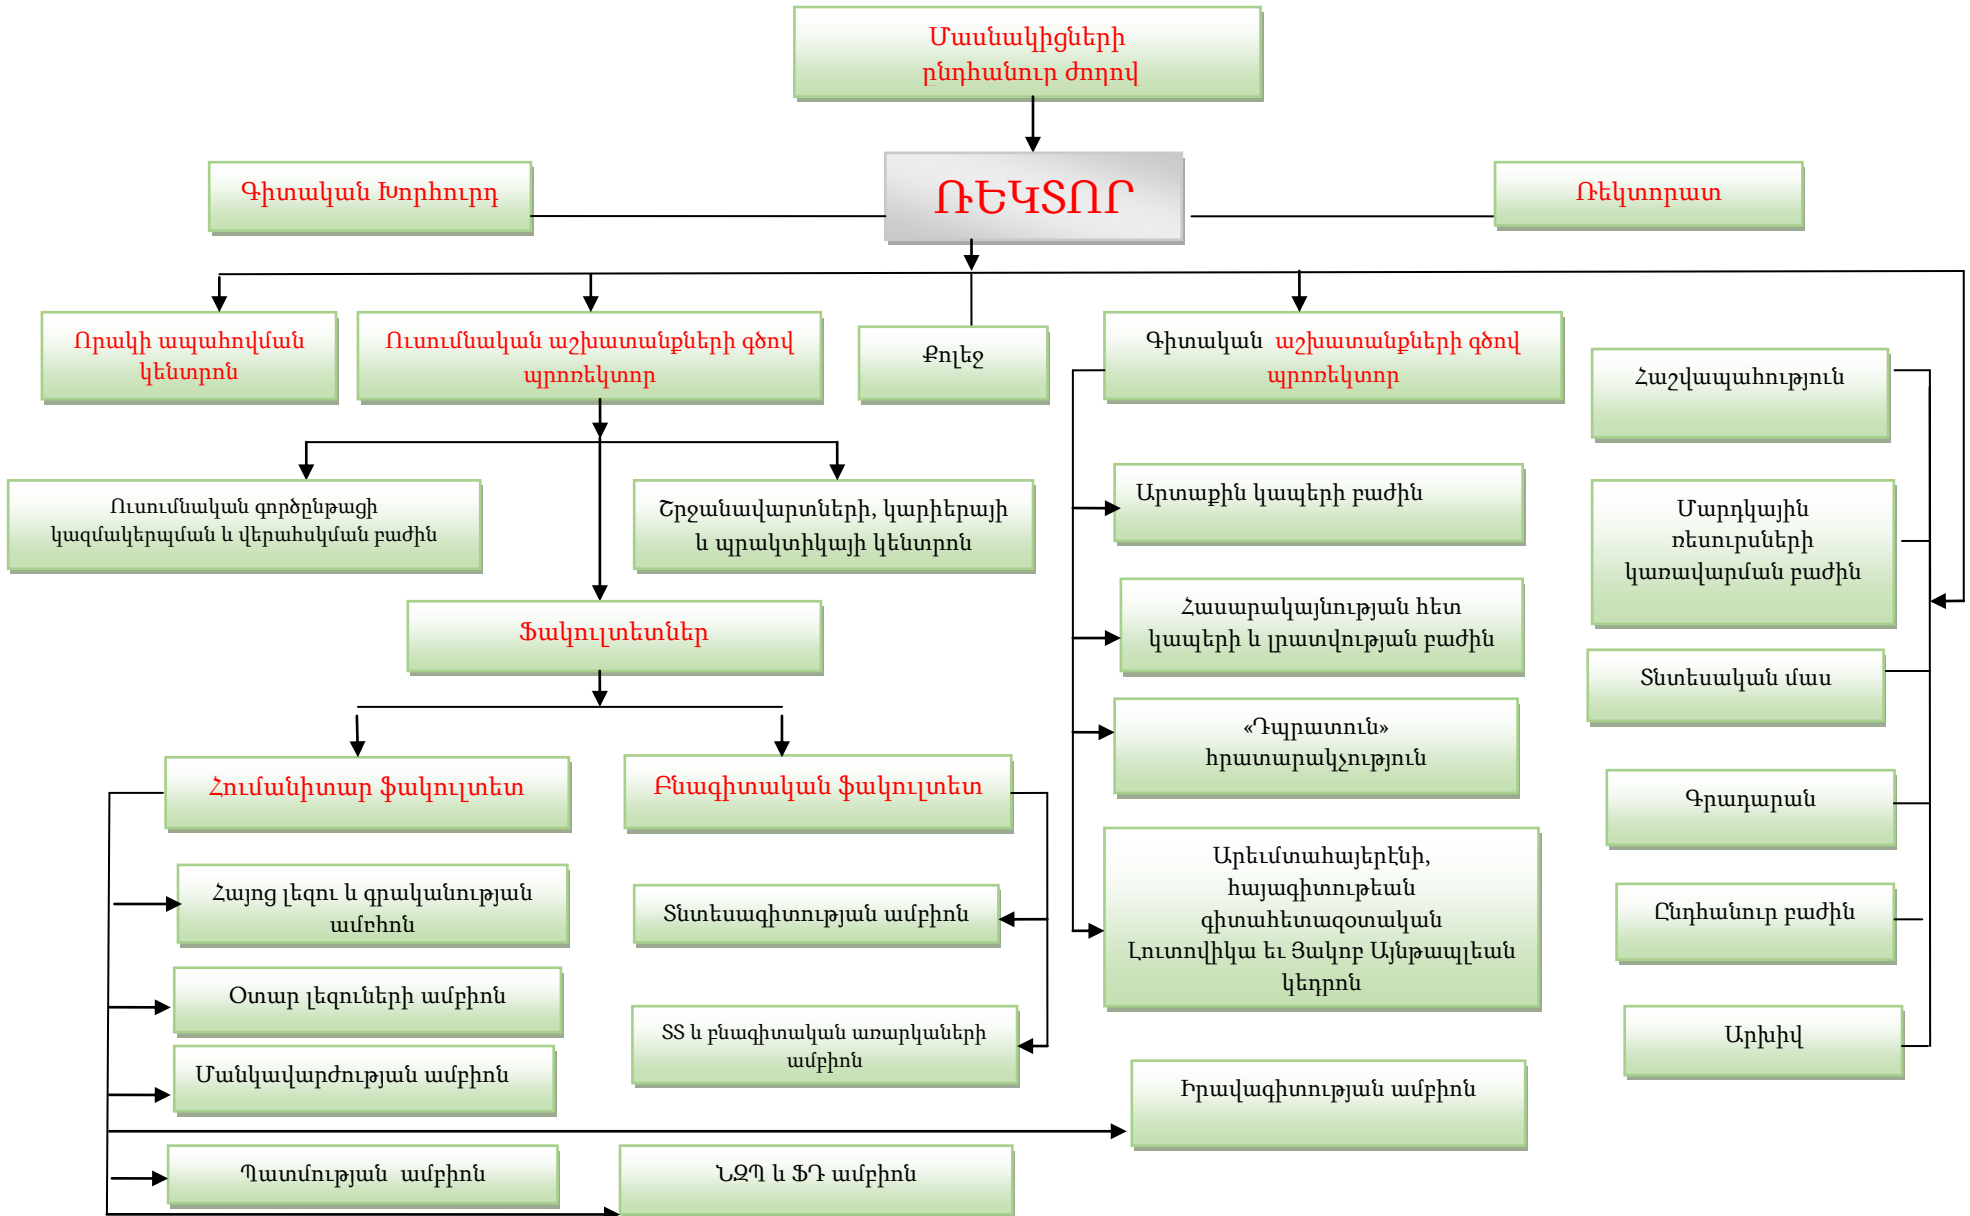 Մասնակիցների
ընդհանուր ժողով
Գիտական Խորհուրդ
ՌԵԿՏՈՐ
Ռեկտորատ
Որակի ապահովման
կենտրոն
Ուսումնական աշխատանքների գծով
պրոռեկտոր
Քոլեջ
Գիտական աշխատանքների գծով
պրոռեկտոր
Հաշվապահություն
Ուսումնական գործընթացի
կազմակերպման և վերահսկման բաժին
Շրջանավարտների, կարիերայի
և պրակտիկայի կենտրոն
Արտաքին կապերի բաժին
Մարդկային
ռեսուրսների
կառավարման բաժին
Ֆակուլտետներ
Հասարակայնության հետ
կապերի և լրատվության բաժին
Տնտեսական մաս
«Դպրատուն»
հրատարակչություն
Հումանիտար ֆակուլտետ
Բնագիտական ֆակուլտետ
Գրադարան
Հայոց լեզու և գրականության
ամբիոն
Տնտեսագիտության ամբիոն
Արեւմտահայերէնի,
հայագիտութեան
գիտահետազօտական
Լուտովիկա եւ Յակոբ Այնթապլեան
կեդրոն
Ընդհանուր բաժին
Օտար լեզուների ամբիոն
ՏՏ և բնագիտական առարկաների
ամբիոն
Արխիվ
Մանկավարժության ամբիոն
Իրավագիտության ամբիոն
Պատմության ամբիոն
ՆԶՊ և ՖԴ ամբիոն